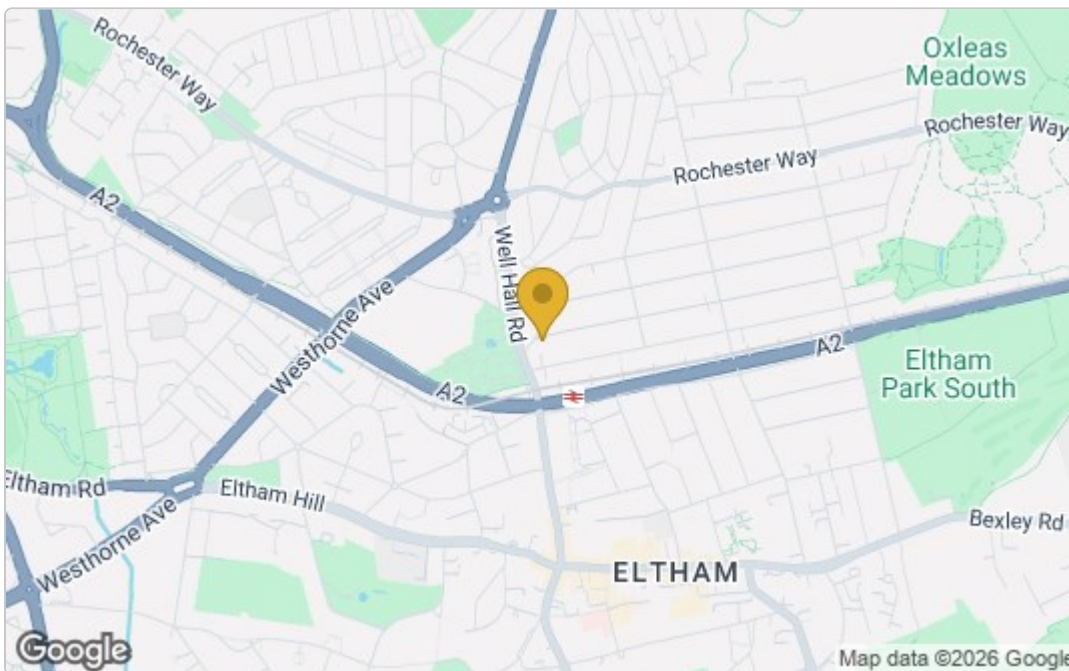 Rochester Way
Oxleas
Meadows
Rochester Way
Rochester Way
A2
Well Hall Rd
Westhorne Ave
A2
A2
Eltham
Park South
Eltham Rd
Eltham Hill
Westhorne Ave
Bexley Rd
ELTHAM
Google
Map data ©2026 Google